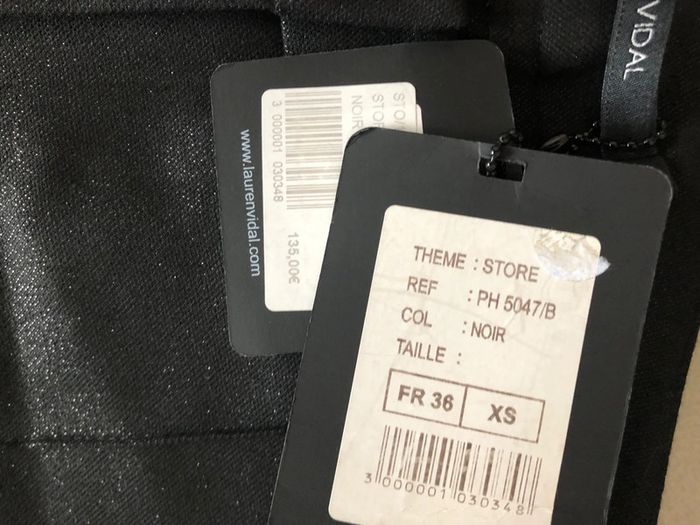 VIDAL
STOR
NOIR
3 000001 030348
135,00€
www.laurenvidal.com
THEME : STORE
REF : PH 5047/B
COL : NOIR
TAILLE :
FR 36 XS
3 000001 030348